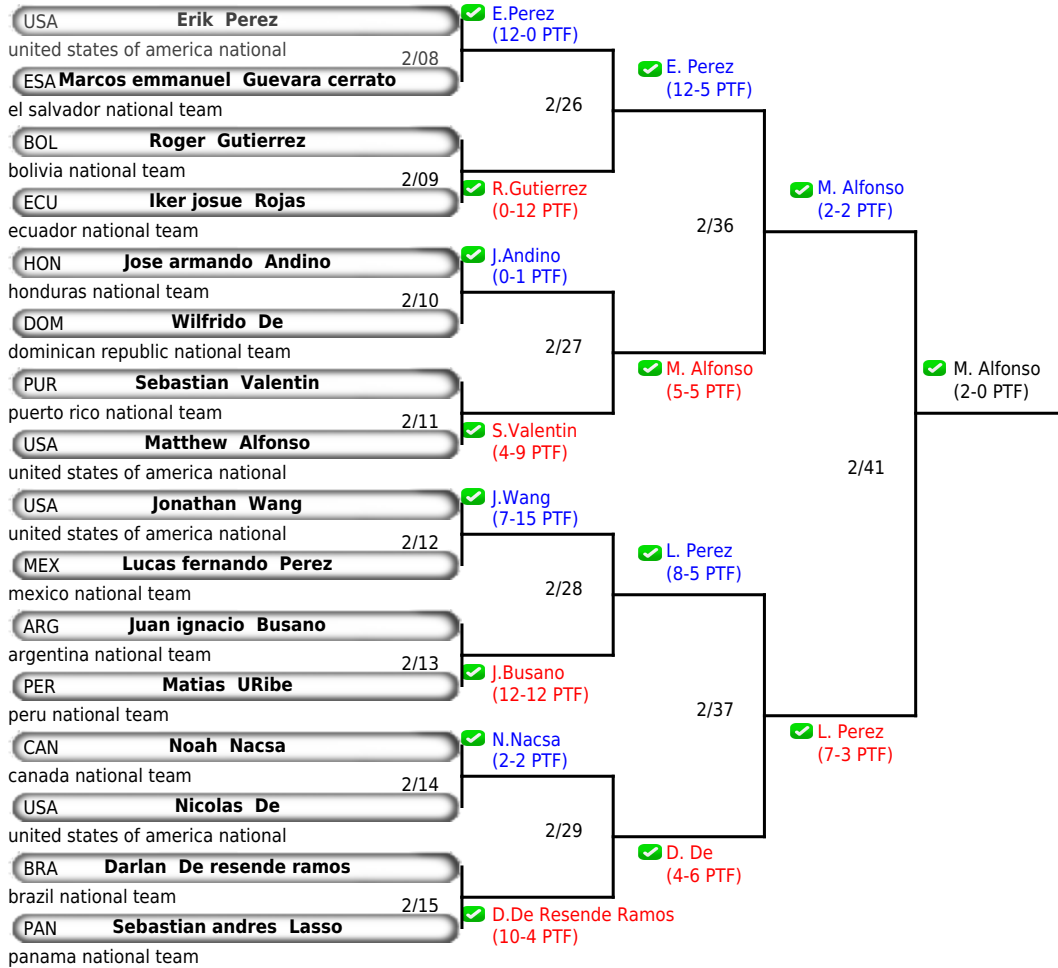 USA Erik Perez
united states of america national
2/08
ESA Marcos emmanuel Guevara cerrato
el salvador national team
BOL Roger Gutierrez
bolivia national team
2/09
ECU Iker josue Rojas
ecuador national team
HON Jose armando Andino
honduras national team
2/10
DOM Wilfrido De
dominican republic national team
PUR Sebastian Valentin
puerto rico national team
2/11
USA Matthew Alfonso
united states of america national
USA Jonathan Wang
united states of america national
2/12
MEX Lucas fernando Perez
mexico national team
ARG Juan ignacio Busano
argentina national team
2/13
PER Matias URibe
peru national team
CAN Noah Nacsa
canada national team
2/14
USA Nicolas De
united states of america national
BRA Darlan De resende ramos
brazil national team
2/15
PAN Sebastian andres Lasso
panama national team
E.Perez
(12-0 PTF)
2/26
R.Gutierrez
(0-12 PTF)
J.Andino
(0-1 PTF)
2/27
S.Valentin
(4-9 PTF)
J.Wang
(7-15 PTF)
2/28
J.Busano
(12-12 PTF)
N.Nacsa
(2-2 PTF)
2/29
D.De Resende Ramos
(10-4 PTF)
E. Perez
(12-5 PTF)
2/36
M. Alfonso
(5-5 PTF)
L. Perez
(8-5 PTF)
2/37
D. De
(4-6 PTF)
M. Alfonso
(2-2 PTF)
2/41
L. Perez
(7-3 PTF)
M. Alfonso
(2-0 PTF)